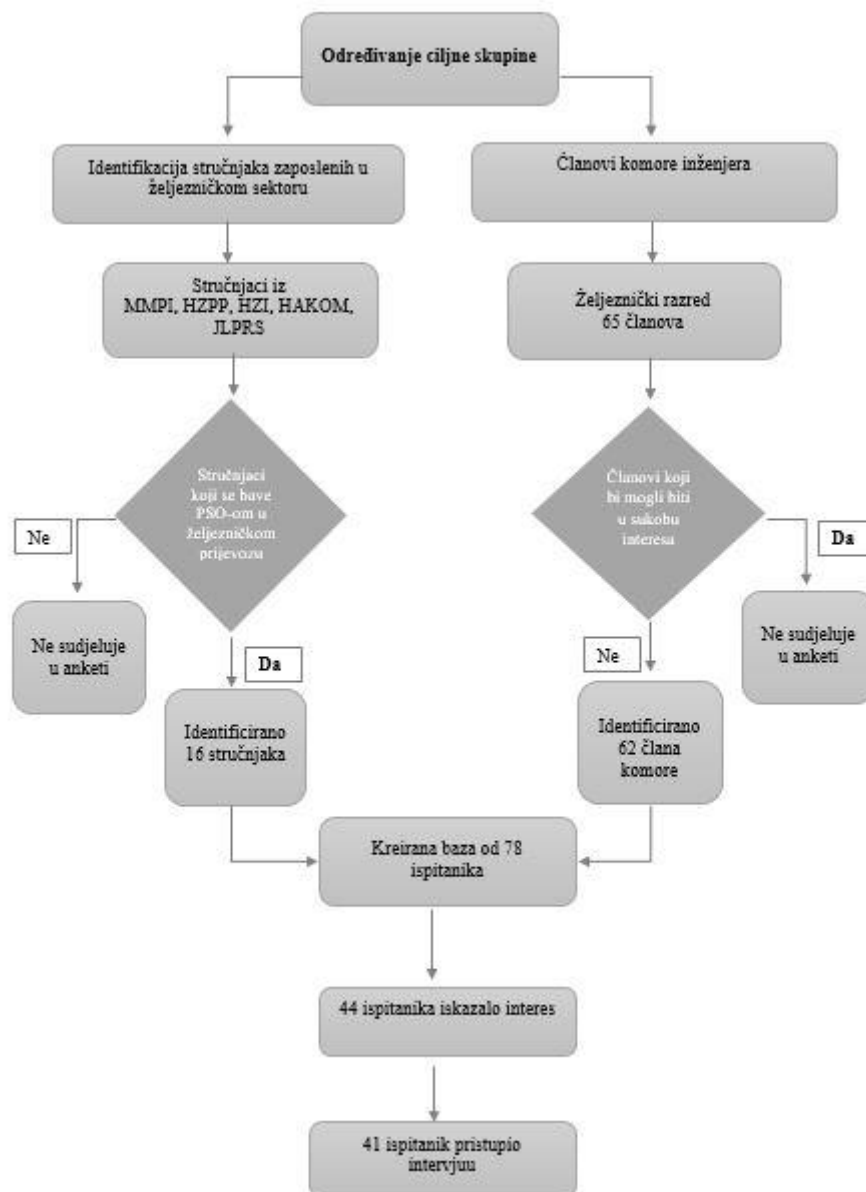 Određivanje ciljne skupine
Identifikacija stručnjaka zaposlenih u
željezničkom sektoru
Članovi komore inženjera
Stručnjaci iz
MMPI, HZPP, HZI, HAKOM,
JLPRS
Željeznički razred
65 članova
Stručnjaci
koji se bave
PSO-om u
željezničkom
prijevozu
Članovi koji
bi mogli biti
u sukobu
interesa
Ne
Da
Ne sudjeluje
u anketi
Da
Ne
Ne sudjeluje
u anketi
Identificirano
16 stručnjaka
Identificirano
62 člana
komore
Kreirana baza od 78
ispitanika
44 ispitanika iskazalo interes
41 ispitanik pristupio
intervjuu